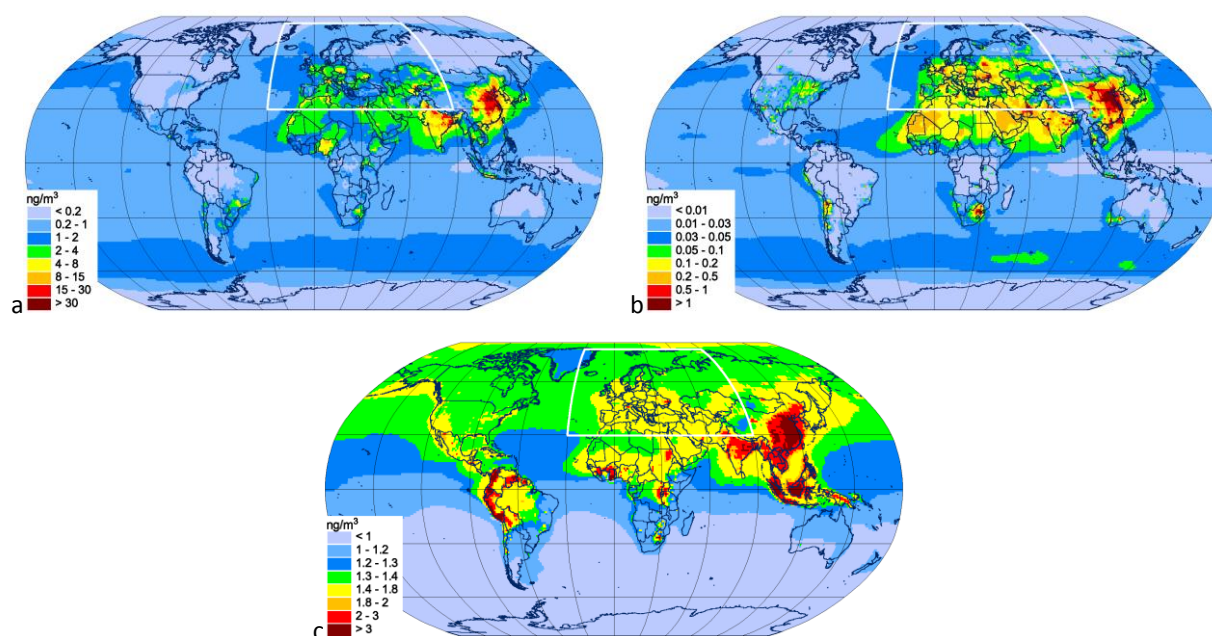 ng/m³
< 0.2
0.2 - 1
1 - 2
2 - 4
4 - 8
8 - 15
15 - 30
> 30
a
ng/m³
< 0.01
0.01 - 0.03
0.03 - 0.05
0.05 - 0.1
0.1 - 0.2
0.2 - 0.5
0.5 - 1
> 1
b
ng/m³
< 1
1 - 1.2
1.2 - 1.3
1.3 - 1.4
1.4 - 1.8
1.8 - 2
2 - 3
> 3
c